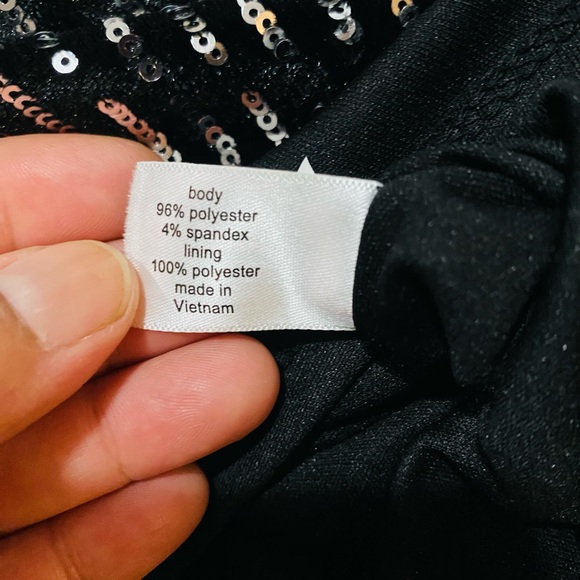 body
96% polyester
4% spandex
lining
100% polyester
made in
Vietnam